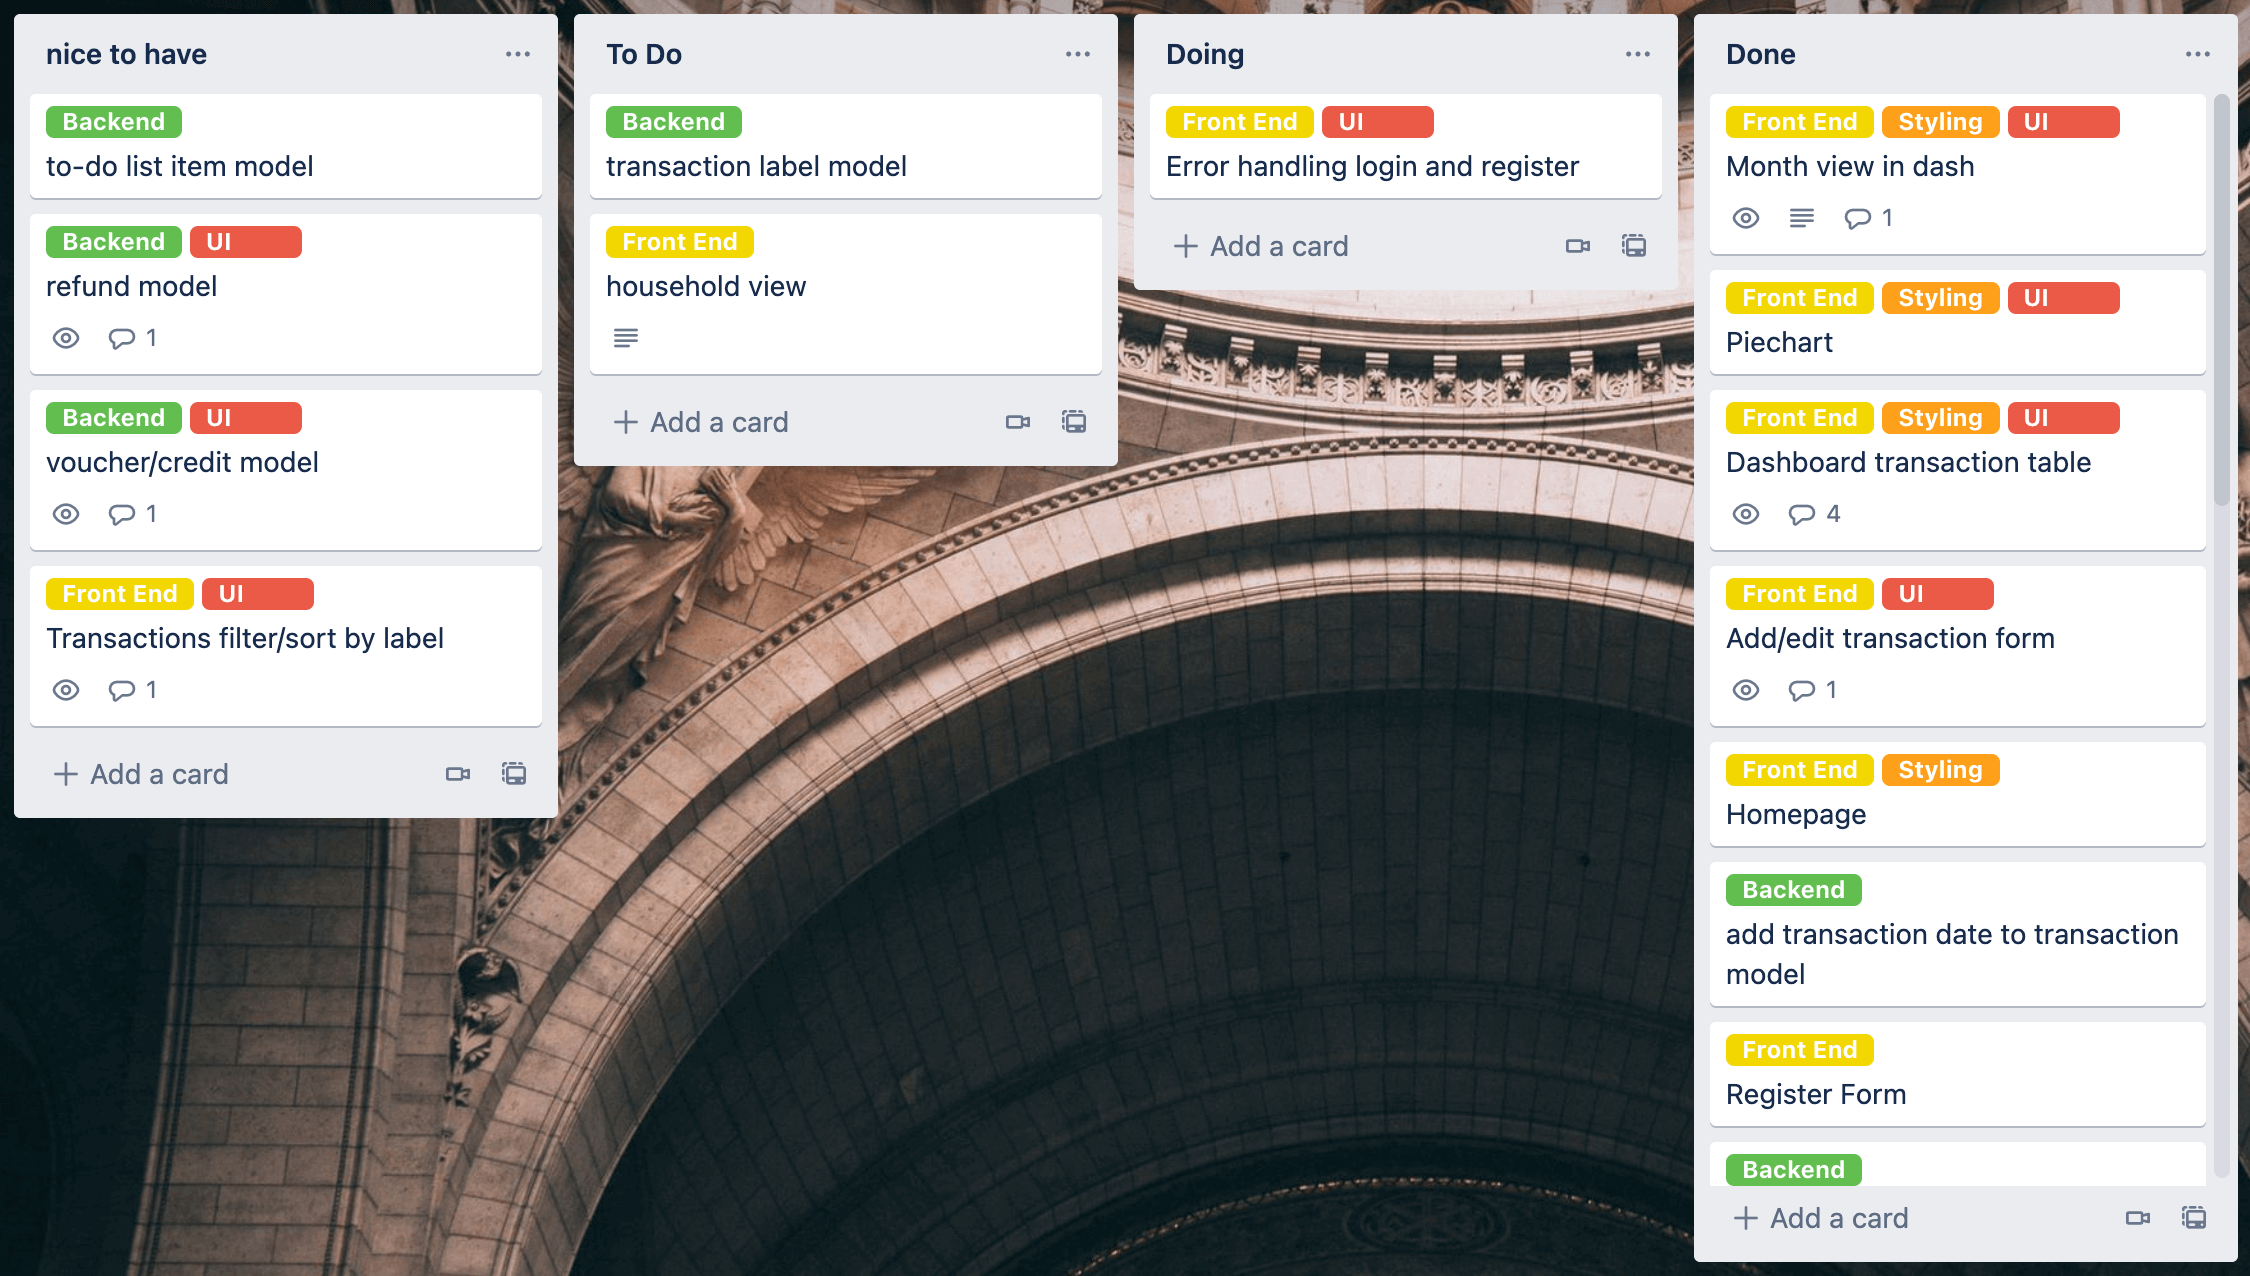 nice to have
Backend
to-do list item model
Backend UI
refund model
1
Backend UI
voucher/credit model
1
Front End UI
Transactions filter/sort by label
1
Add a card
To Do
Backend
transaction label model
Front End
household view
Add a card
Doing
Front End UI
Error handling login and register
Add a card
Done
Front End Styling UI
Month view in dash
1
Front End Styling UI
Piechart
Front End Styling UI
Dashboard transaction table
4
Front End UI
Add/edit transaction form
1
Front End Styling
Homepage
Backend
add transaction date to transaction
model
Front End
Register Form
Backend
Add a card